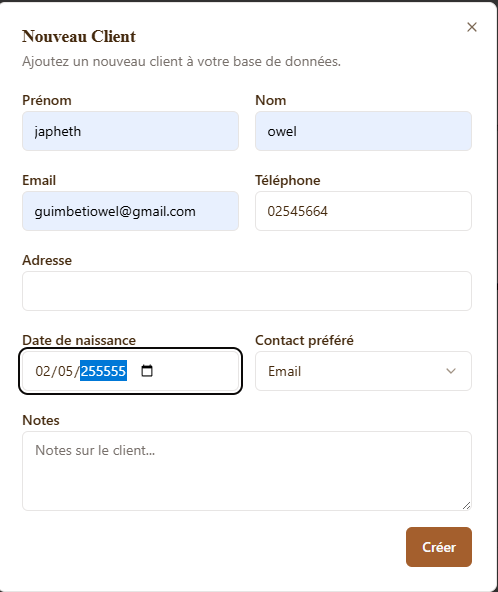 Nouveau Client
Ajoutez un nouveau client à votre base de données.
Prénom
Nom
japheth
owel
Email
Téléphone
guimbetiowel@gmail.com
02545664
Adresse
Date de naissance
Contact préféré
02/05/255555
Email
Notes
Notes sur le client...
Créer